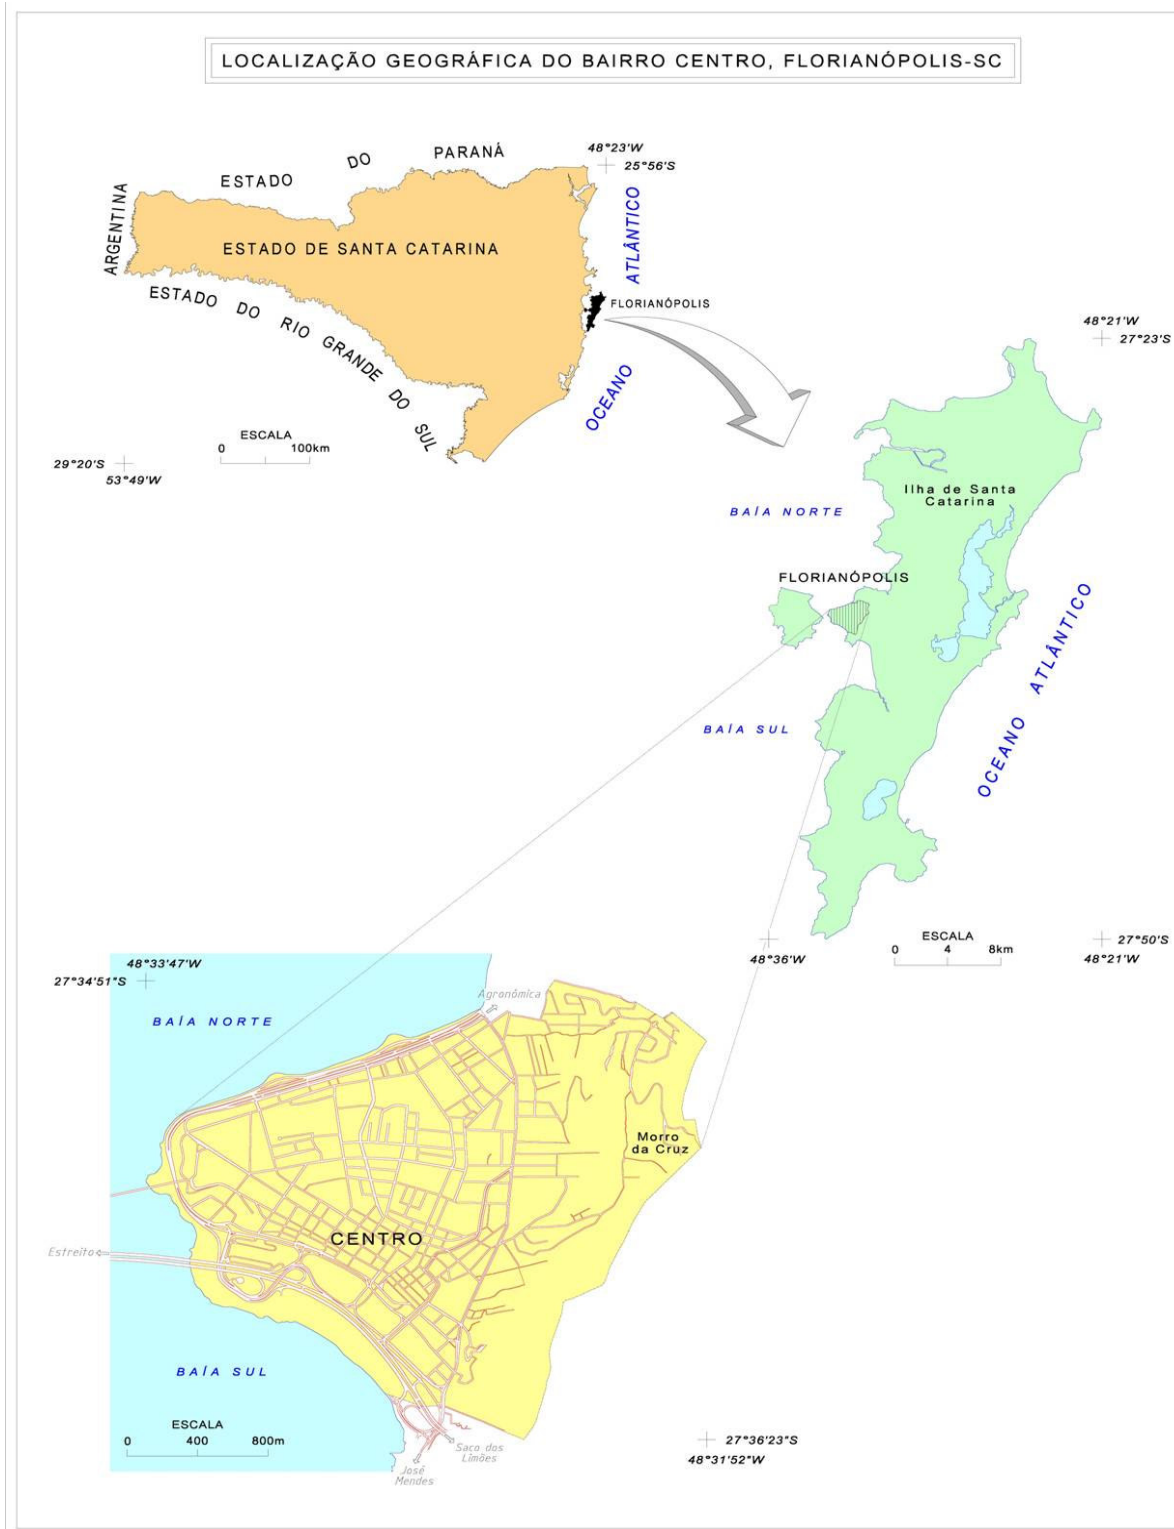 LOCALIZAÇÃO GEOGRÁFICA DO BAIRRO CENTRO, FLORIANÓPOLIS-SC
48°23'W
25°56'S
ESTADO DO PARANÁ
ARGENTINA
ESTADO DE SANTA CATARINA
OCEANO ATLÂNTICO
FLORIANÓPOLIS
ESTADO DO RIO GRANDE DO SUL
ESCALA
0 100km
29°20'S
53°49'W
48°21'W
27°23'S
Ilha de Santa
Catarina
BAÍA NORTE
FLORIANÓPOLIS
OCEANO ATLÂNTICO
BAÍA SUL
ESCALA
0 4 8km
48°36'W
27°50'S
48°21'W
48°33'47"W
27°34'51"S
Agronômica
BAÍA NORTE
Morro
da Cruz
CENTRO
Estreito
BAÍA SUL
ESCALA
0 400 800m
Saco dos
Limões
José
Mendes
27°36'23"S
48°31'52"W